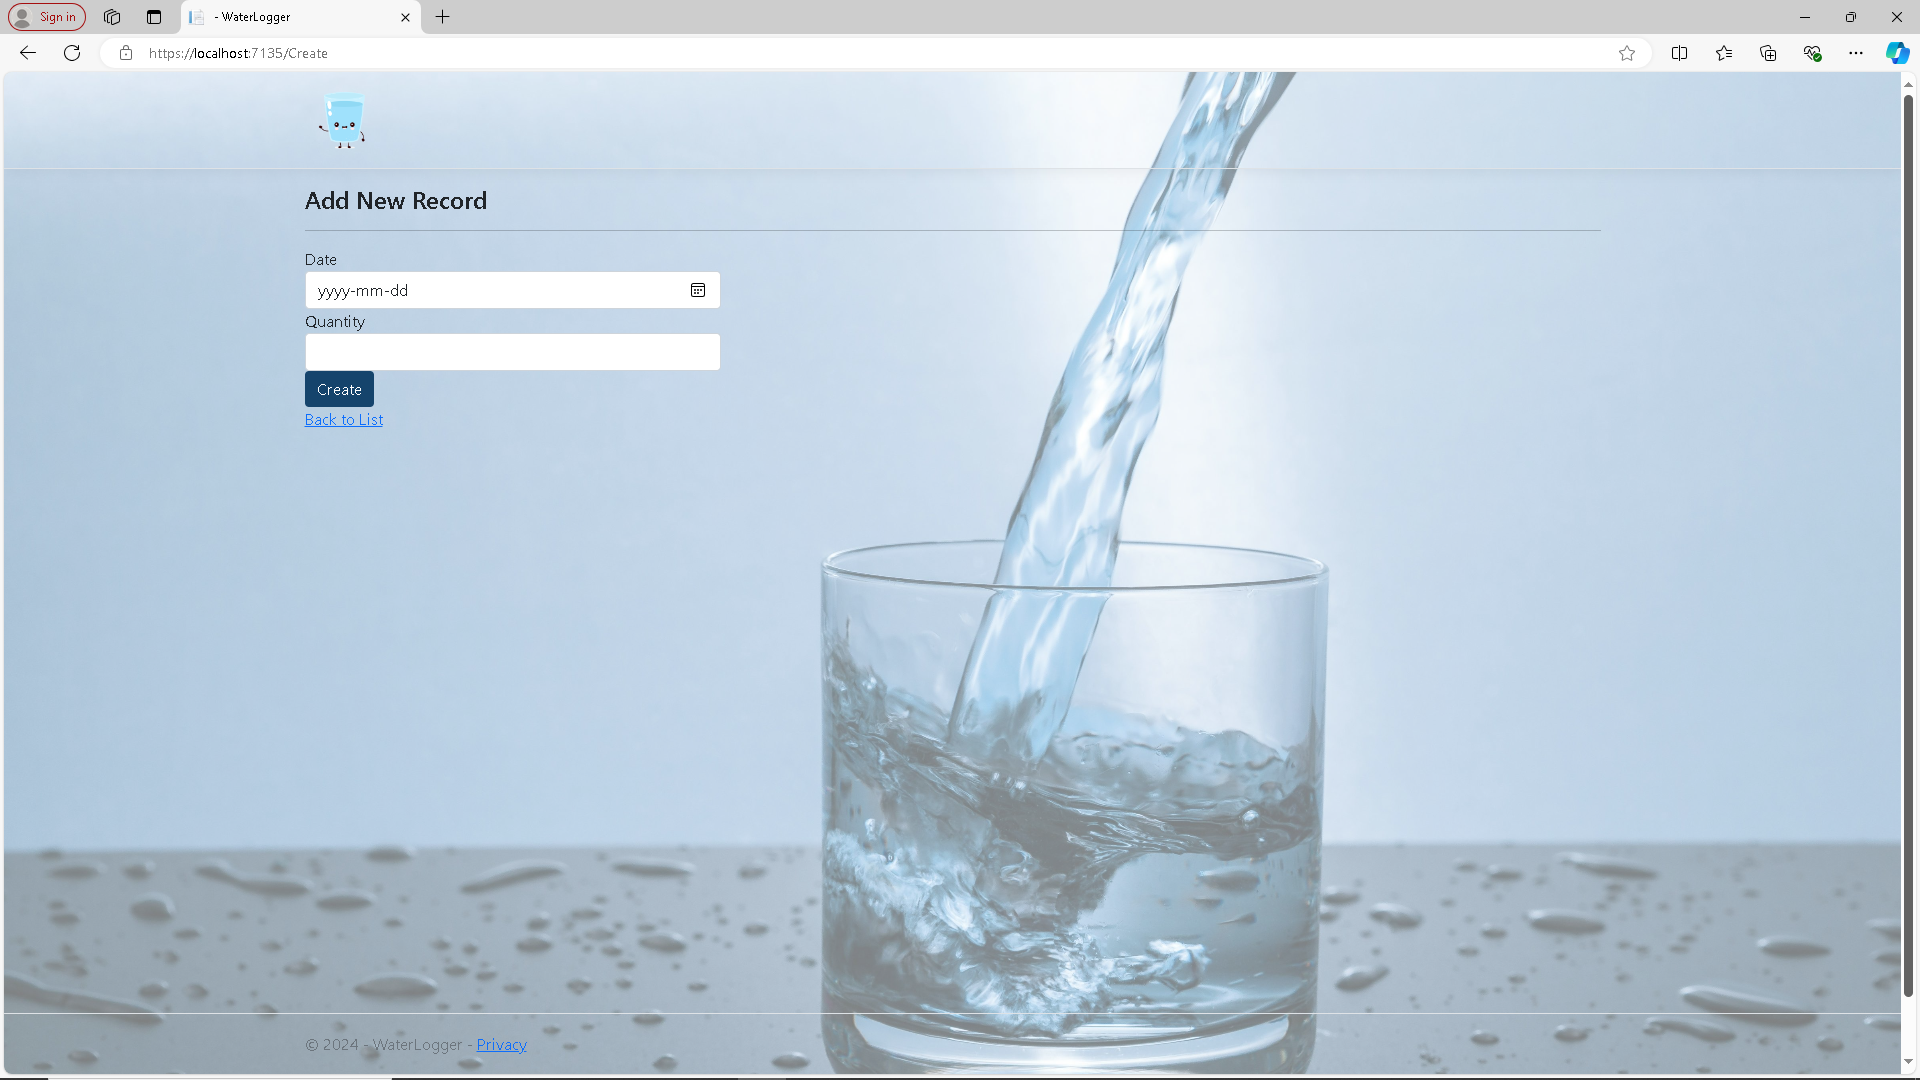 Sign in
- WaterLogger
https://localhost:7135/Create
Add New Record
Date
yyyy-mm-dd
Quantity
Create
Back to List
© 2024 - WaterLogger - Privacy